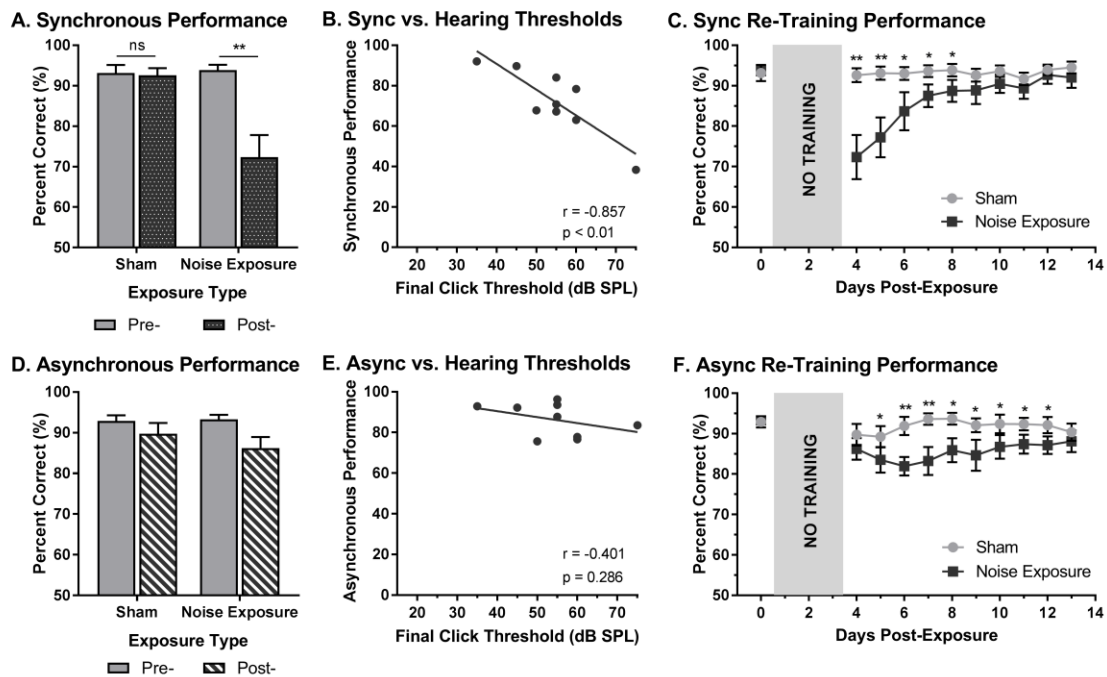 A. Synchronous Performance
ns
**
Percent Correct (%)
100
90
80
70
60
50
Sham
Noise Exposure
Exposure Type
Pre-
Post-
B. Sync vs. Hearing Thresholds
Synchronous Performance
100
80
60
40
20
0
r = -0.857
p < 0.01
20
30
40
50
60
70
Final Click Threshold (dB SPL)
C. Sync Re-Training Performance
Percent Correct (%)
100
90
80
70
60
50
NO TRAINING
** ** * * *
Sham
Noise Exposure
0
2
4
6
8
10
12
14
Days Post-Exposure
D. Asynchronous Performance
Percent Correct (%)
100
90
80
70
60
50
Sham
Noise Exposure
Exposure Type
Pre-
Post-
E. Async vs. Hearing Thresholds
Asynchronous Performance
100
80
60
40
20
0
r = -0.401
p = 0.286
20
30
40
50
60
70
Final Click Threshold (dB SPL)
F. Async Re-Training Performance
Percent Correct (%)
100
90
80
70
60
50
NO TRAINING
* ** ** * * * * *
Sham
Noise Exposure
0
2
4
6
8
10
12
14
Days Post-Exposure